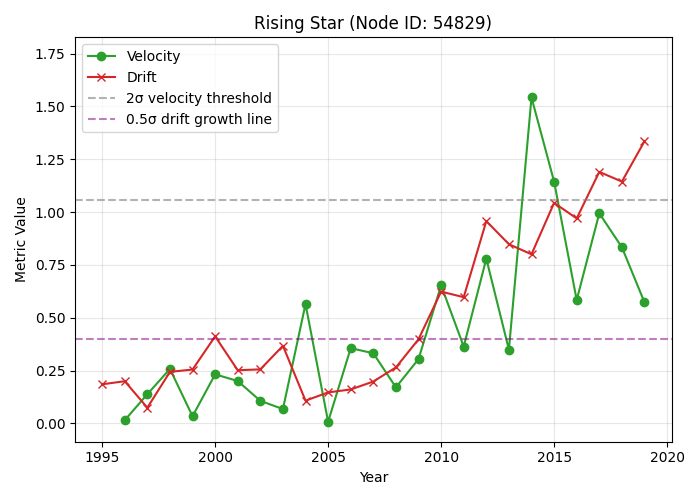 Rising Star (Node ID: 54829)
Velocity
Drift
2σ velocity threshold
0.5σ drift growth line
Metric Value
1.75
1.50
1.25
1.00
0.75
0.50
0.25
0.00
1995 2000 2005 2010 2015 2020
Year